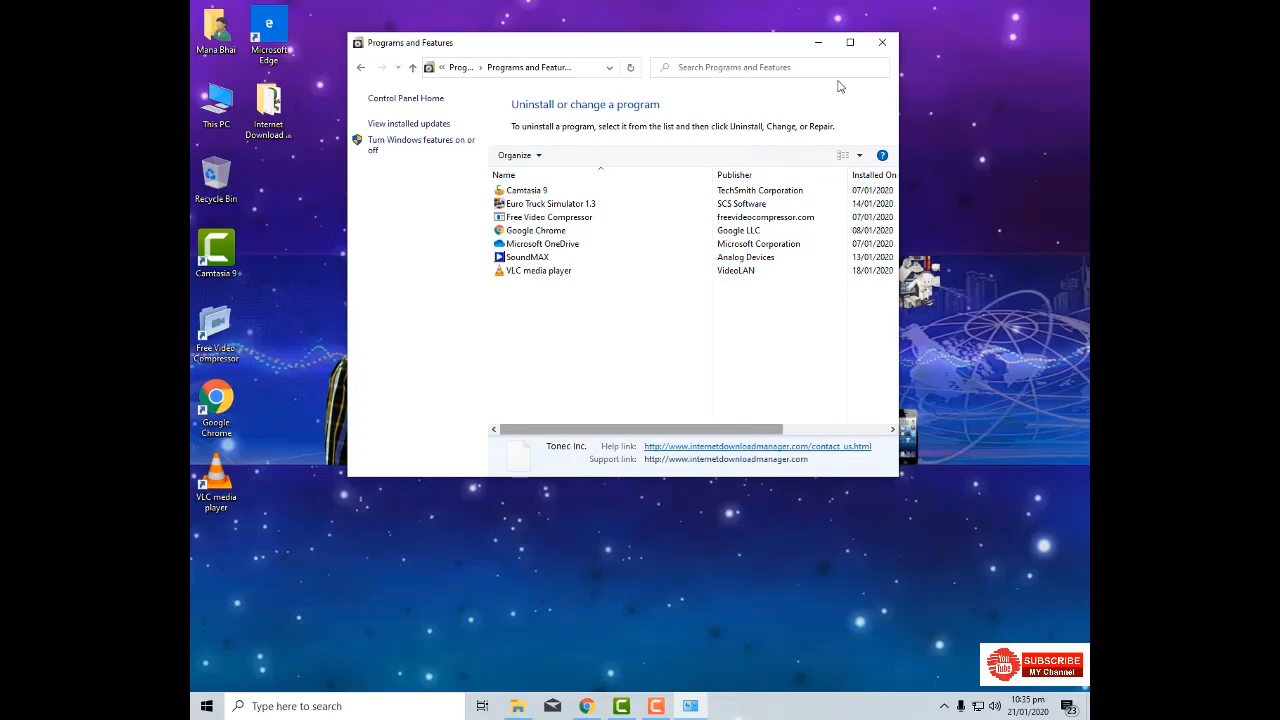 Mana Bhai
Microsoft
Edge
This PC
Internet
Download ...
Recycle Bin
Camtasia 9
Free Video
Compressor
Google
Chrome
VLC media
player
Programs and Features
« Prog... › Programs and Featur...
Search Programs and Features
Control Panel Home
View installed updates
Turn Windows features on or
off
Uninstall or change a program
To uninstall a program, select it from the list and then click Uninstall, Change, or Repair.
Organize
Name Publisher Installed On
Camtasia 9 TechSmith Corporation 07/01/2020
Euro Truck Simulator 1.3 SCS Software 14/01/2020
Free Video Compressor freevideocompressor.com 07/01/2020
Google Chrome Google LLC 08/01/2020
Microsoft OneDrive Microsoft Corporation 07/01/2020
SoundMAX Analog Devices 13/01/2020
VLC media player VideoLAN 18/01/2020
Tonec Inc. Help link: http://www.internetdownloadmanager.com/contact_us.html
Support link: http://www.internetdownloadmanager.com
You
Tube
SUBSCRIBE
MY Channel
Type here to search
10:35 pm
21/01/2020
23